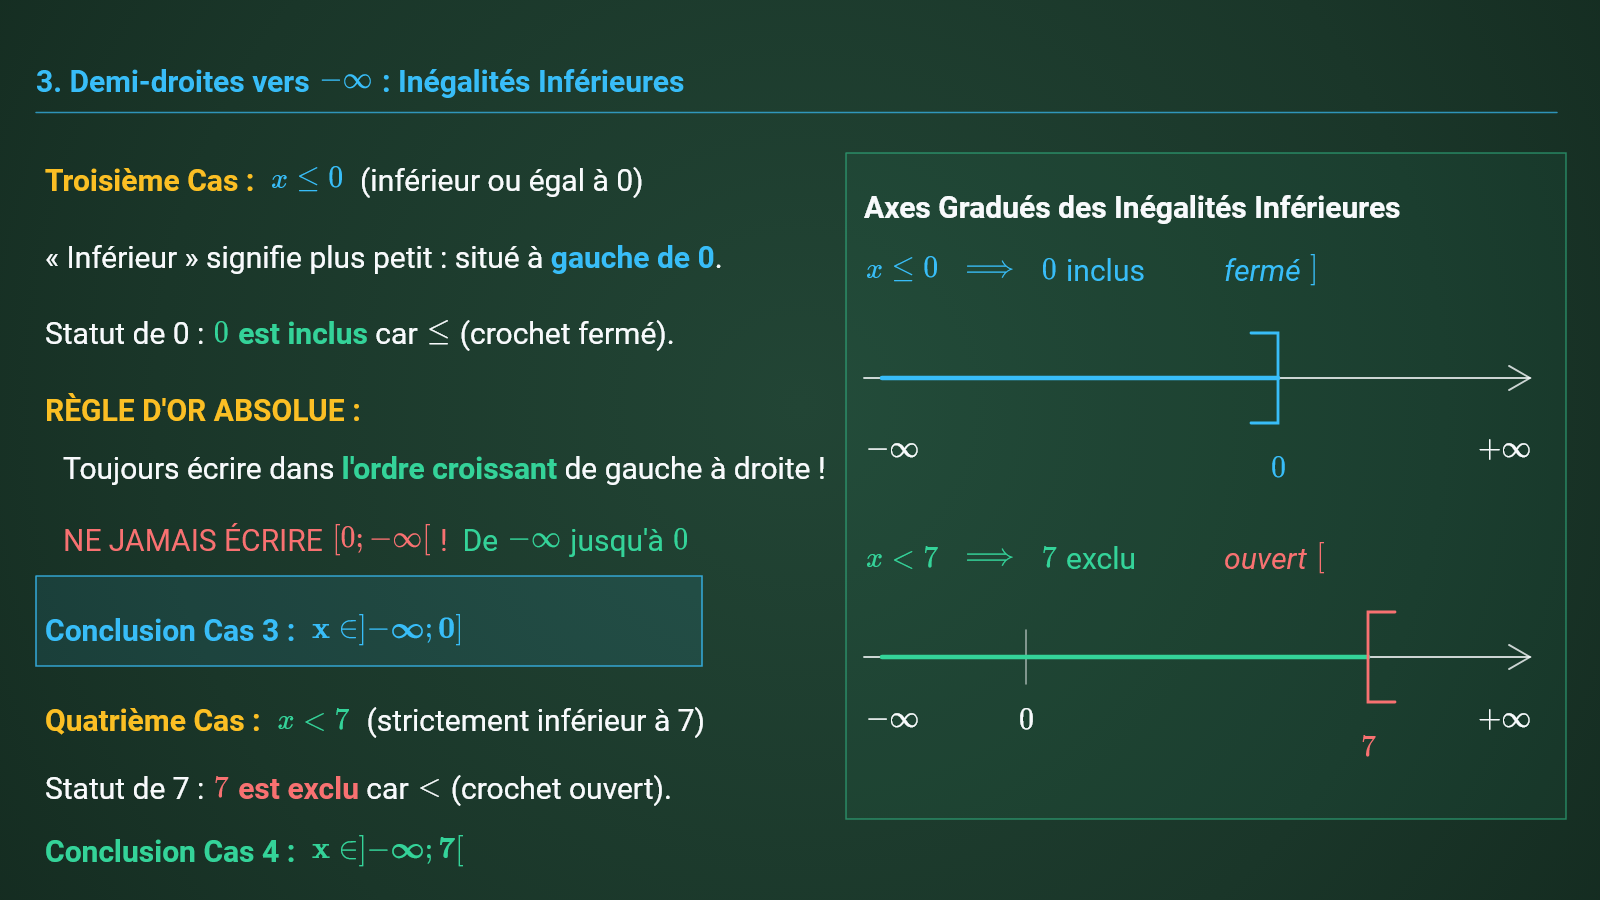 3. Demi-droites vers −∞ : Inégalités Inférieures
Troisième Cas : x ≤ 0 (inférieur ou égal à 0)
« Inférieur » signifie plus petit : situé à gauche de 0.
Statut de 0 : 0 est inclus car ≤ (crochet fermé).
RÈGLE D'OR ABSOLUE :
Toujours écrire dans l'ordre croissant de gauche à droite !
NE JAMAIS ÉCRIRE [0; −∞[ ! De −∞ jusqu'à 0
Conclusion Cas 3 : x ∈]−∞; 0]
Quatrième Cas : x < 7 (strictement inférieur à 7)
Statut de 7 : 7 est exclu car < (crochet ouvert).
Conclusion Cas 4 : x ∈]−∞; 7[
Axes Gradués des Inégalités Inférieures
x ≤ 0 ⟹ 0 inclus fermé ]
−∞ 0 +∞
x < 7 ⟹ 7 exclu ouvert [
−∞ 0 7 +∞